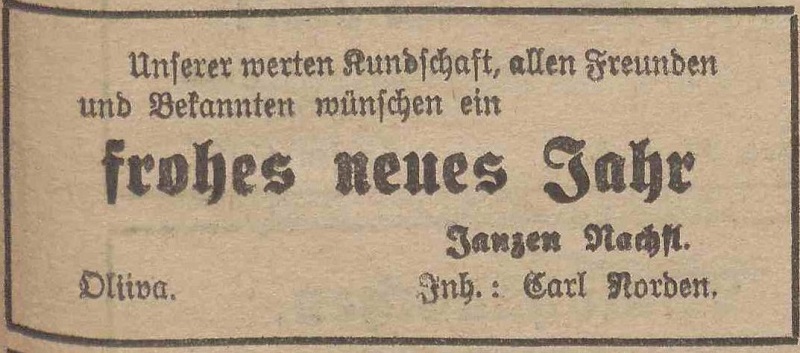 Unserer werten Kundschaft, allen Freunden
und Bekannten wünschen ein
frohes neues Jahr
Janzen Nachfl.
Oliva. Inh.: Carl Norden.